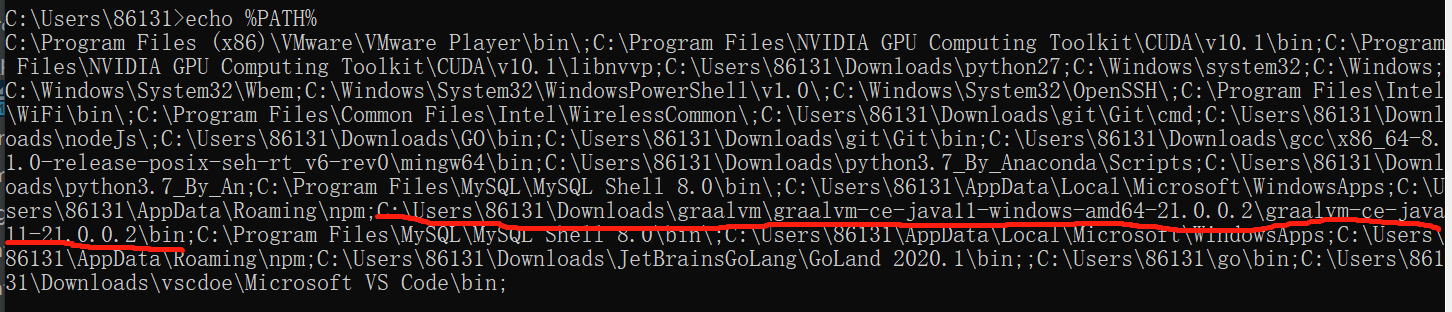 C:\Users\86131>echo %PATH%
C:\Program Files (x86)\VMware\VMware Player\bin\;C:\Program Files\NVIDIA GPU Computing Toolkit\CUDA\v10.1\bin;C:\Program
 Files\NVIDIA GPU Computing Toolkit\CUDA\v10.1\libnvvp;C:\Users\86131\Downloads\python27;C:\Windows\system32;C:\Windows;
C:\Windows\System32\Wbem;C:\Windows\System32\WindowsPowerShell\v1.0\;C:\Windows\System32\OpenSSH\;C:\Program Files\Intel
\WiFi\bin\;C:\Program Files\Common Files\Intel\WirelessCommon\;C:\Users\86131\Downloads\git\Git\cmd;C:\Users\86131\Downl
oads\nodeJs\;C:\Users\86131\Downloads\GO\bin;C:\Users\86131\Downloads\git\Git\bin;C:\Users\86131\Downloads\gcc\x86_64-8.
1.0-release-posix-seh-rt_v6-rev0\mingw64\bin;C:\Users\86131\Downloads\python3.7_By_Anaconda\Scripts;C:\Users\86131\Downl
oads\python3.7_By_An;C:\Program Files\MySQL\MySQL Shell 8.0\bin\;C:\Users\86131\AppData\Local\Microsoft\WindowsApps;C:\U
sers\86131\AppData\Roaming\npm;C:\Users\86131\Downloads\graalvm\graalvm-ce-java11-windows-amd64-21.0.0.2\graalvm-ce-java
11-21.0.0.2\bin;C:\Program Files\MySQL\MySQL Shell 8.0\bin\;C:\Users\86131\AppData\Local\Microsoft\WindowsApps;C:\Users\
86131\AppData\Roaming\npm;C:\Users\86131\Downloads\JetBrainsGoLang\GoLand 2020.1\bin;;C:\Users\86131\go\bin;C:\Users\861
31\Downloads\vscdoe\Microsoft VS Code\bin;